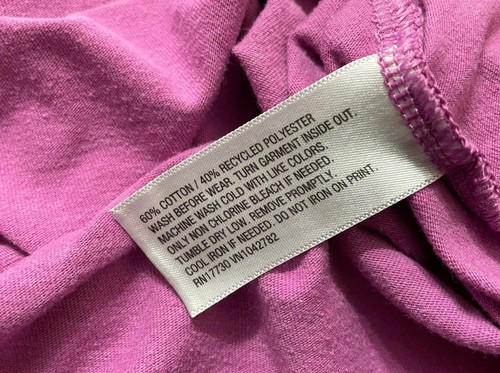 60% COTTON / 40% RECYCLED POLYESTER
WASH BEFORE WEAR. TURN GARMENT INSIDE OUT.
MACHINE WASH COLD WITH LIKE COLORS.
ONLY NON CHLORINE BLEACH IF NEEDED.
TUMBLE DRY LOW. REMOVE PROMPTLY.
COOL IRON IF NEEDED. DO NOT IRON ON PRINT.
RN17730 VN1042782